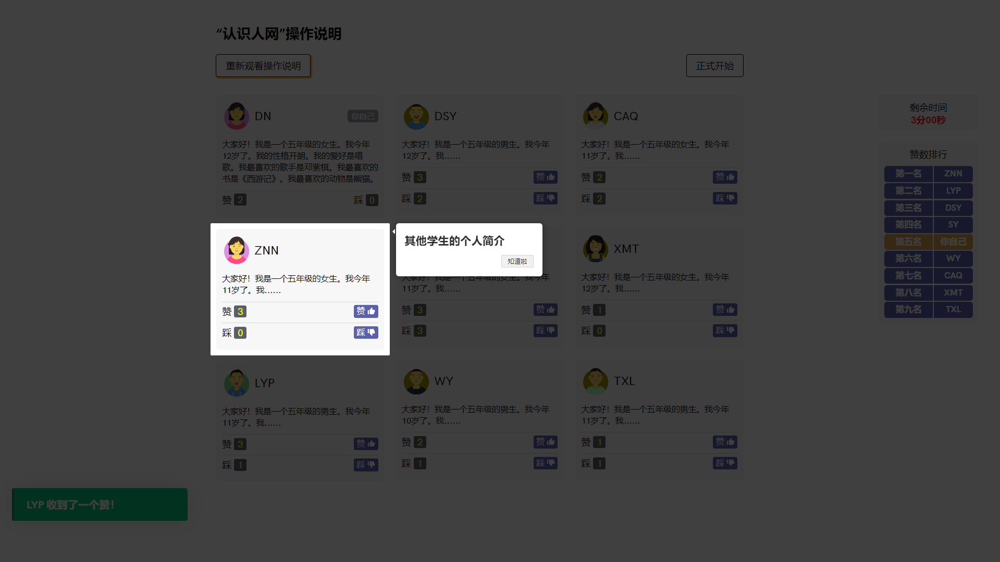 “认识人网”操作说明
重新观看操作说明
正式开始
DN
你自己
大家好！我是一个五年级的女生。我今年
12岁了。我的性格开朗。我的爱好是唱
歌。我最喜欢的歌手是邓紫棋。我最喜欢的
书是《西游记》。我最喜欢的动物是熊猫。
赞 2
踩 0
DSY
大家好！我是一个五年级的男生。我今年
12岁了。我……
赞 3
赞
踩 2
踩
CAQ
大家好！我是一个五年级的女生。我今年
11岁了。我……
赞 2
赞
踩 2
踩
剩余时间
3分00秒
赞数排行
第一名 ZNN
第二名 LYP
第三名 DSY
第四名 SY
第五名 你自己
第六名 WY
第七名 CAQ
第八名 XMT
第九名 TXL
ZNN
大家好！我是一个五年级的女生。我今年
11岁了。我……
赞 3
赞
踩 0
踩
其他学生的个人简介
知道啦
大家好！我是一个五年级的女生。我今年
11岁了。我……
赞 3
赞
踩 3
踩
XMT
大家好！我是一个五年级的女生。我今年
12岁了。我……
赞 1
赞
踩 0
踩
LYP
大家好！我是一个五年级的男生。我今年
11岁了。我……
赞 3
赞
踩 1
踩
WY
大家好！我是一个五年级的男生。我今年
10岁了。我……
赞 2
赞
踩 1
踩
TXL
大家好！我是一个五年级的男生。我今年
11岁了。我……
赞 1
赞
踩 1
踩
LYP 收到了一个赞！